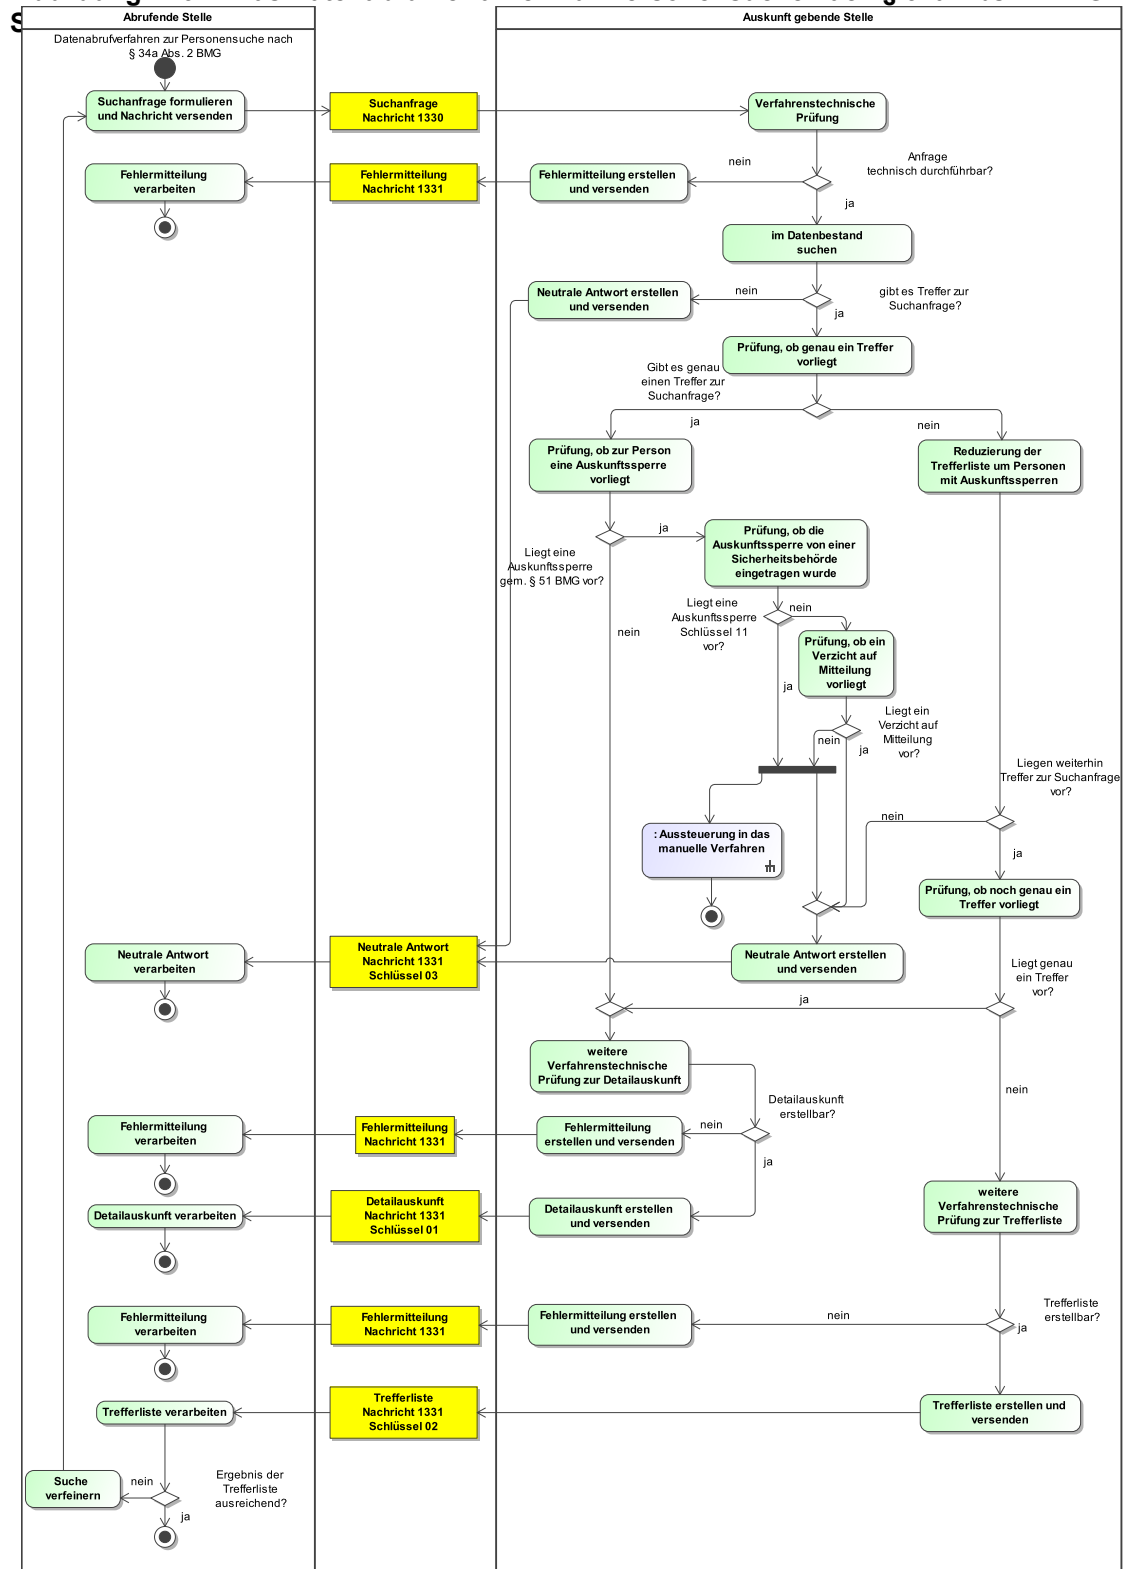 Abrufende Stelle
Auskunft gebende Stelle
Datenabrufverfahren zur Personensuche nach
§ 34a Abs. 2 BMG
Suchanfrage formulieren
und Nachricht versenden
Suchanfrage
Nachricht 1330
Verfahrenstechnische
Prüfung
Anfrage
technisch durchführbar?
nein
ja
Fehlermitteilung
verarbeiten
Fehlermitteilung
Nachricht 1331
Fehlermitteilung erstellen
und versenden
im Datenbestand
suchen
Neutrale Antwort erstellen
und versenden
nein
gibt es Treffer zur
Suchanfrage?
ja
Prüfung, ob genau ein Treffer
vorliegt
Gibt es genau
einen Treffer zur
Suchanfrage?
ja
nein
Prüfung, ob zur Person
eine Auskunftssperre
vorliegt
Reduzierung der
Trefferliste um Personen
mit Auskunftssperren
ja
Liegt eine
Auskunftssperre
gem. § 51 BMG vor?
Prüfung, ob die
Auskunftssperre von einer
Sicherheitsbehörde
eingetragen wurde
nein
Liegt eine
Auskunftssperre
Schlüssel 11
vor?
nein
ja
Prüfung, ob ein
Verzicht auf
Mitteilung
vorliegt
Liegt ein
Verzicht auf
Mitteilung
vor?
nein
ja
Liegen weiterhin
Treffer zur Suchanfrage
vor?
nein
ja
: Aussteuerung in das
manuelle Verfahren
Prüfung, ob noch genau ein
Treffer vorliegt
Neutrale Antwort
verarbeiten
Neutrale Antwort
Nachricht 1331
Schlüssel 03
Neutrale Antwort erstellen
und versenden
Liegt genau
ein Treffer
vor?
ja
nein
weitere
Verfahrenstechnische
Prüfung zur Detailauskunft
Detailauskunft
erstellbar?
nein
ja
Fehlermitteilung
verarbeiten
Fehlermitteilung
Nachricht 1331
Fehlermitteilung
erstellen und versenden
Detailauskunft verarbeiten
Detailauskunft
Nachricht 1331
Schlüssel 01
Detailauskunft erstellen
und versenden
weitere
Verfahrenstechnische
Prüfung zur Trefferliste
Fehlermitteilung
verarbeiten
Fehlermitteilung
Nachricht 1331
Fehlermitteilung erstellen
und versenden
nein
Trefferliste
erstellbar?
ja
Trefferliste verarbeiten
Trefferliste
Nachricht 1331
Schlüssel 02
Trefferliste erstellen und
versenden
Suche
verfeinern
nein
Ergebnis der
Trefferliste
ausreichend?
ja